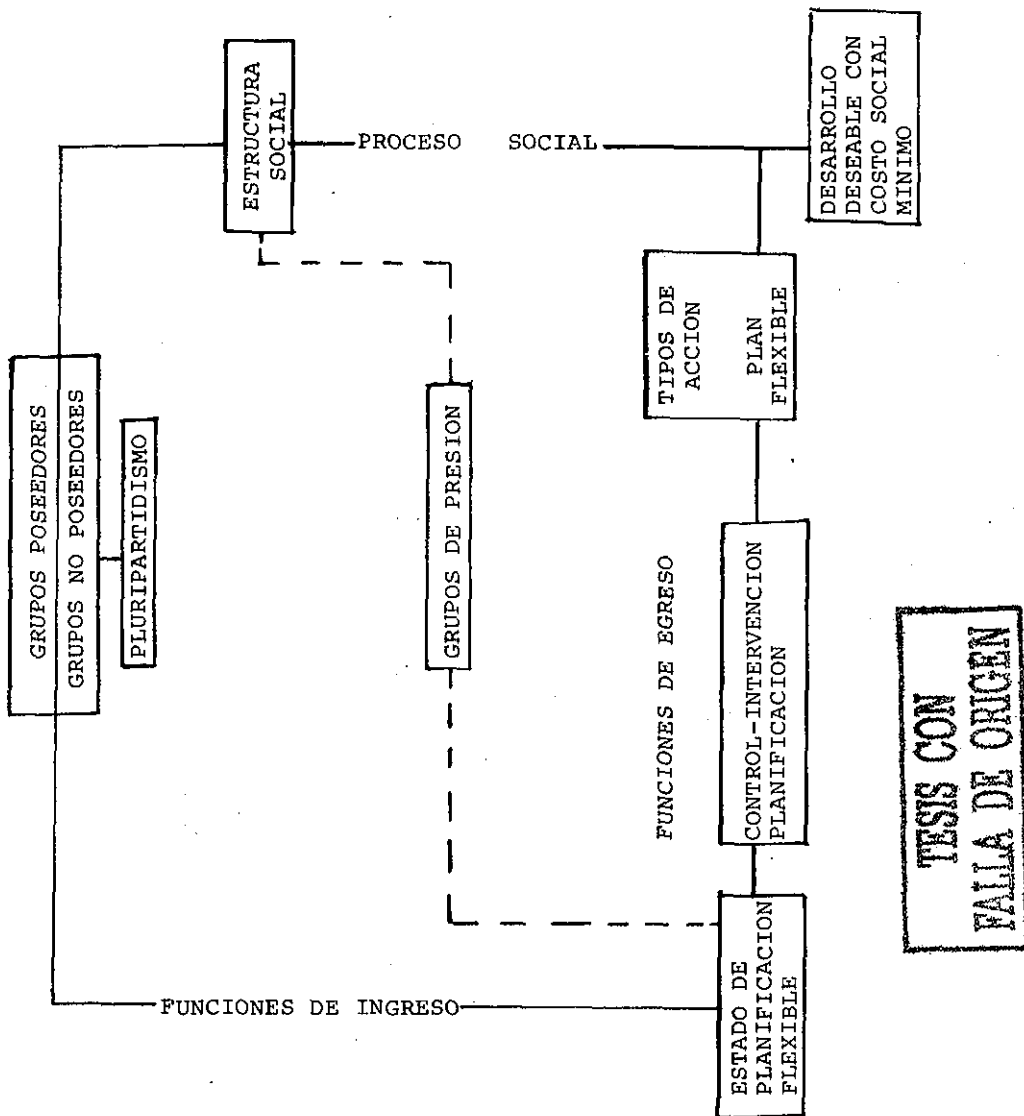 GRUPOS POSEEDORES
GRUPOS NO POSEEDORES
PLURIPARTIDISMO
ESTRUCTURA
SOCIAL
PROCESO SOCIAL
GRUPOS DE PRESION
FUNCIONES DE INGRESO
ESTADO DE
PLANIFICACION
FLEXIBLE
FUNCIONES DE EGRESO
CONTROL-INTERVENCION
PLANIFICACION
TIPOS DE
ACCION
PLAN
FLEXIBLE
DESARROLLO
DESEABLE CON
COSTO SOCIAL
MINIMO
TESIS CON
FALLA DE ORIGEN